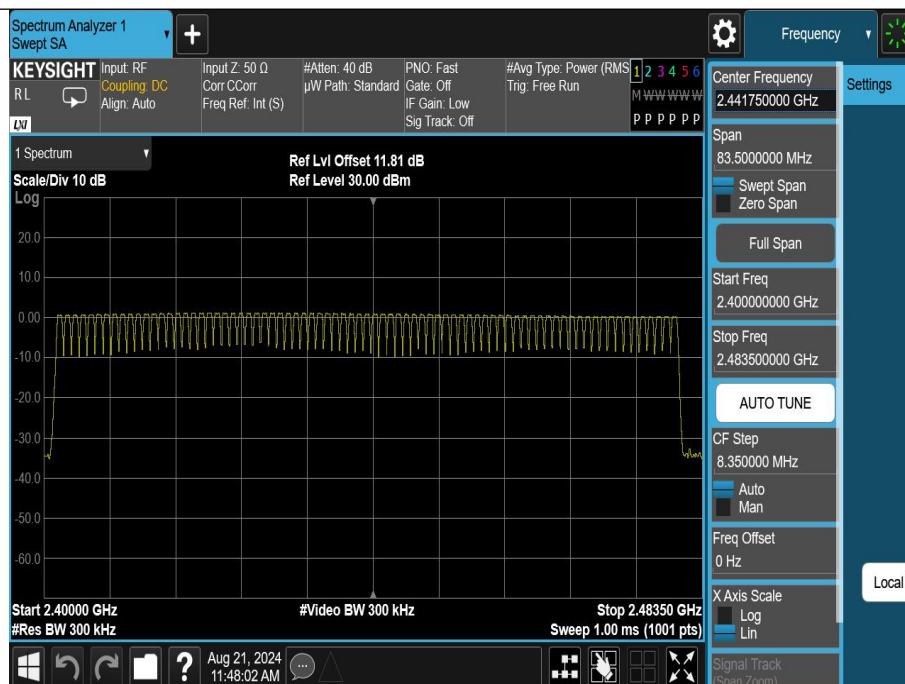 Spectrum Analyzer 1
Swept SA
+
Frequency
KEYSIGHT
R L
LXI
Input: RF
Coupling: DC
Align: Auto
Input Z: 50 Ω
Corr CCorr
Freq Ref: Int (S)
#Atten: 40 dB
µW Path: Standard
PNO: Fast
Gate: Off
IF Gain: Low
Sig Track: Off
#Avg Type: Power (RMS
Trig: Free Run
1 2 3 4 5 6
M W W W W W
P P P P P P
1 Spectrum
Scale/Div 10 dB
Log
Ref Lvl Offset 11.81 dB
Ref Level 30.00 dBm
20.0
10.0
0.00
-10.0
-20.0
-30.0
-40.0
-50.0
-60.0
Start 2.40000 GHz
#Res BW 300 kHz
#Video BW 300 kHz
Stop 2.48350 GHz
Sweep 1.00 ms (1001 pts)
Center Frequency
2.441750000 GHz
Settings
Span
83.5000000 MHz
Swept Span
Zero Span
Full Span
Start Freq
2.400000000 GHz
Stop Freq
2.483500000 GHz
AUTO TUNE
CF Step
8.350000 MHz
Auto
Man
Freq Offset
0 Hz
X Axis Scale
Log
Lin
Local
Signal Track
(Span Zoom)
?
Aug 21, 2024
11:48:02 AM